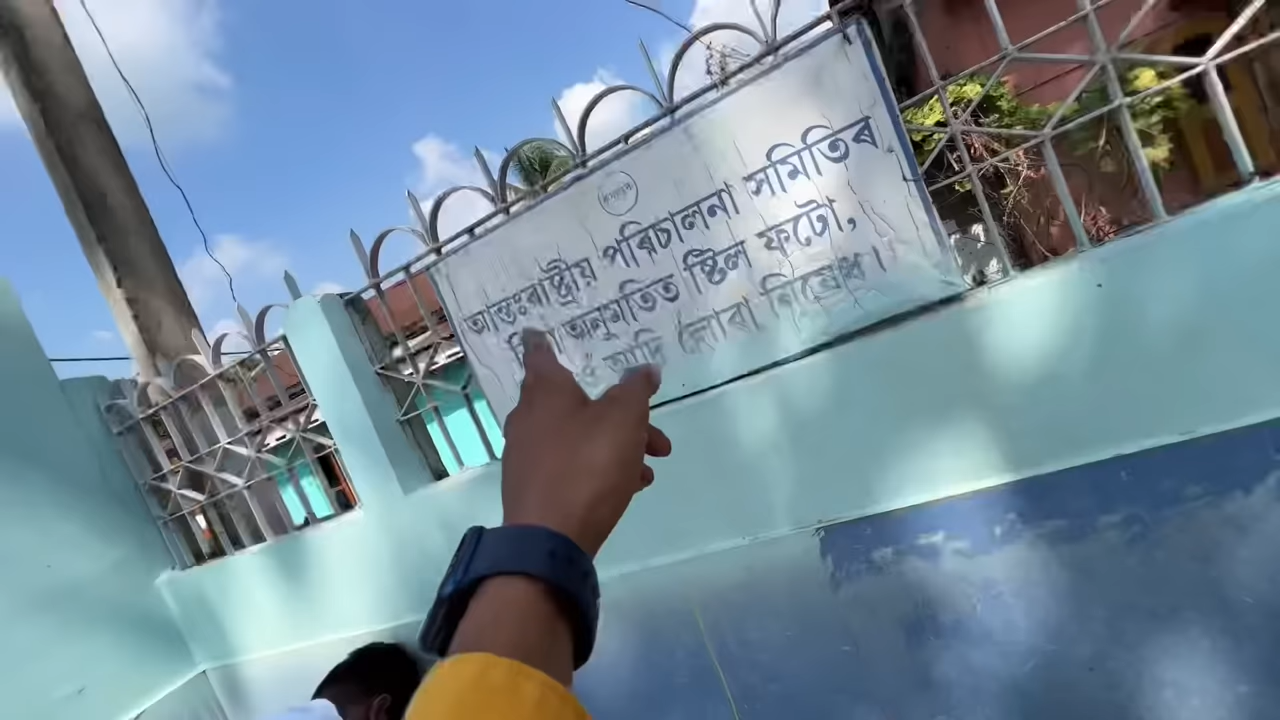 আন্তঃৰাষ্ট্ৰীয় পৰিচালনা সমিতিৰ
অনুমতিত ষ্টিল ফটো,
আদি লোৱা নিষেধ।